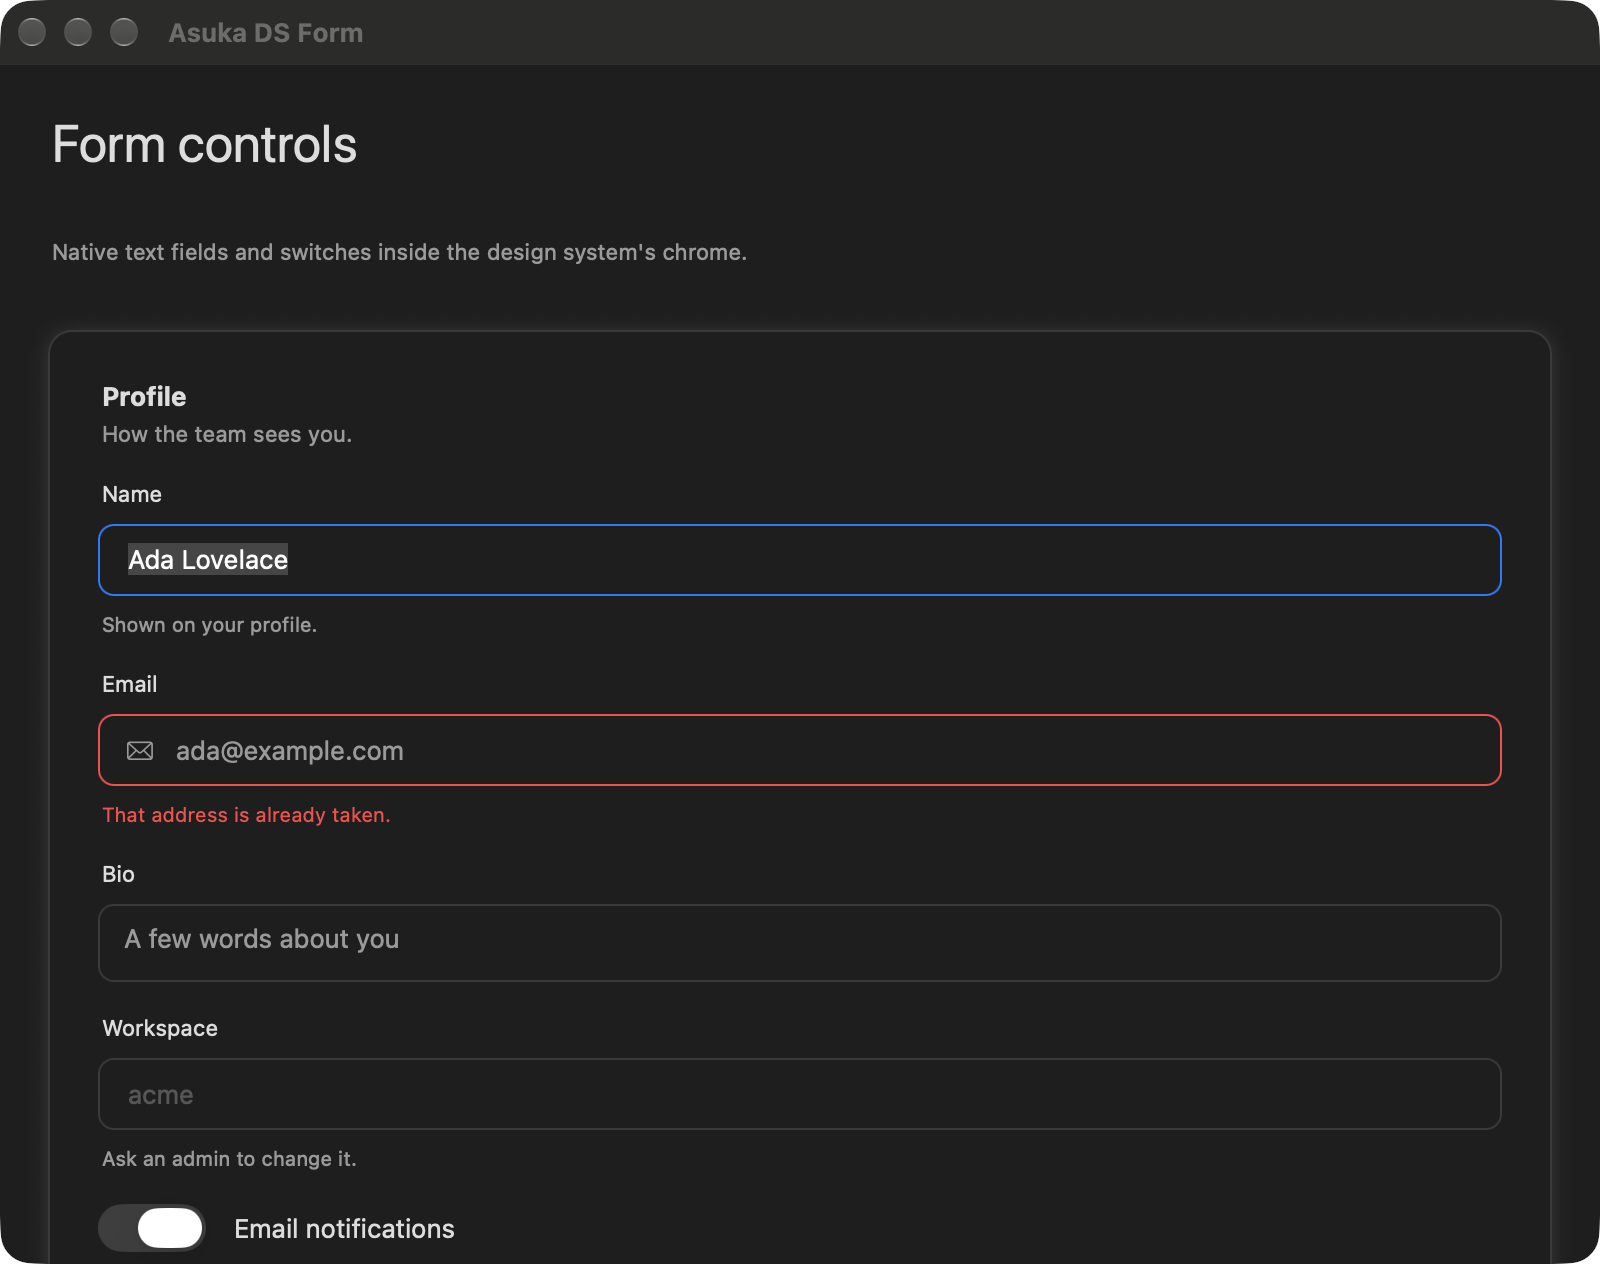 Asuka DS Form
Form controls
Native text fields and switches inside the design system's chrome.
Profile
How the team sees you.
Name
Ada Lovelace
Shown on your profile.
Email
ada@example.com
That address is already taken.
Bio
A few words about you
Workspace
acme
Ask an admin to change it.
Email notifications